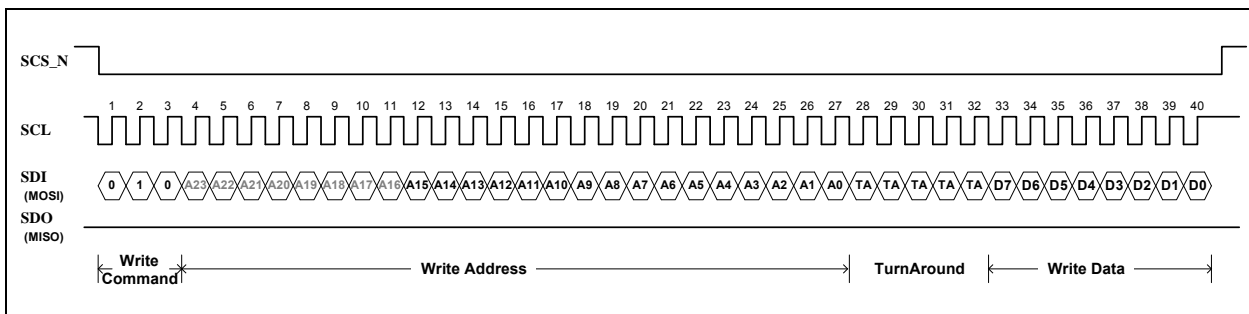 SCS_N
1 2 3 4 5 6 7 8 9 10 11 12 13 14 15 16 17 18 19 20 21 22 23 24 25 26 27 28 29 30 31 32 33 34 35 36 37 38 39 40
SCL
SDI
(MOSI)
0 1 0 A23 A22 A21 A20 A19 A18 A17 A16 A15 A14 A13 A12 A11 A10 A9 A8 A7 A6 A5 A4 A3 A2 A1 A0 TA TA TA TA TA D7 D6 D5 D4 D3 D2 D1 D0
SDO
(MISO)
Write
Command
Write Address
TurnAround
Write Data